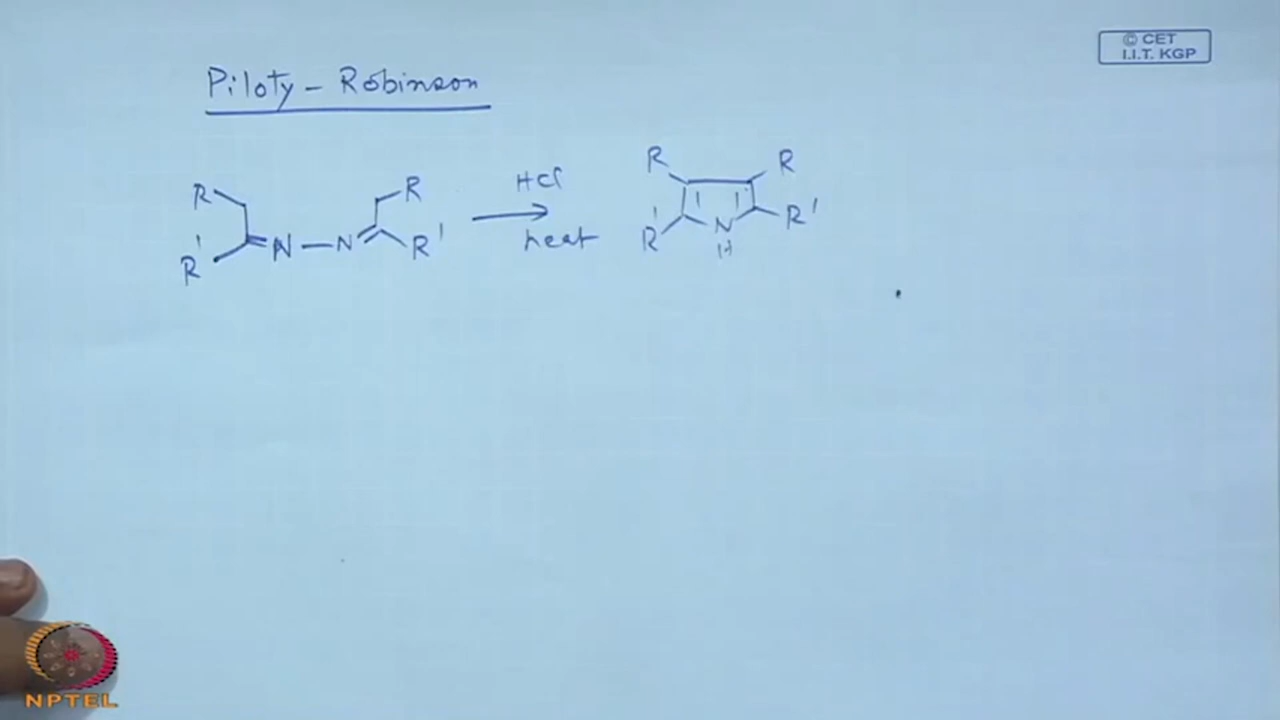 © CET
I.I.T. KGP
Piloty - Robinson
R R HCl R R
R' N N R' heat R' N R'
H
NPTEL